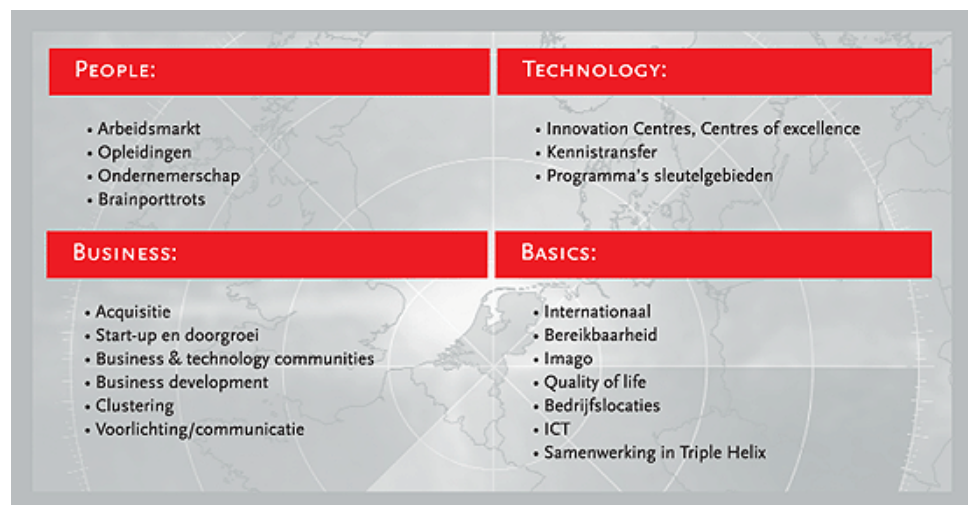 PEOPLE:
• Arbeidsmarkt
• Opleidingen
• Ondernemerschap
• Brainporttrots
TECHNOLOGY:
• Innovation Centres, Centres of excellence
• Kennistransfer
• Programma's sleutelgebieden
BUSINESS:
• Acquisitie
• Start-up en doorgroei
• Business & technology communities
• Business development
• Clustering
• Voorlichting/communicatie
BASICS:
• Internationaal
• Bereikbaarheid
• Imago
• Quality of life
• Bedrijfslocaties
• ICT
• Samenwerking in Triple Helix